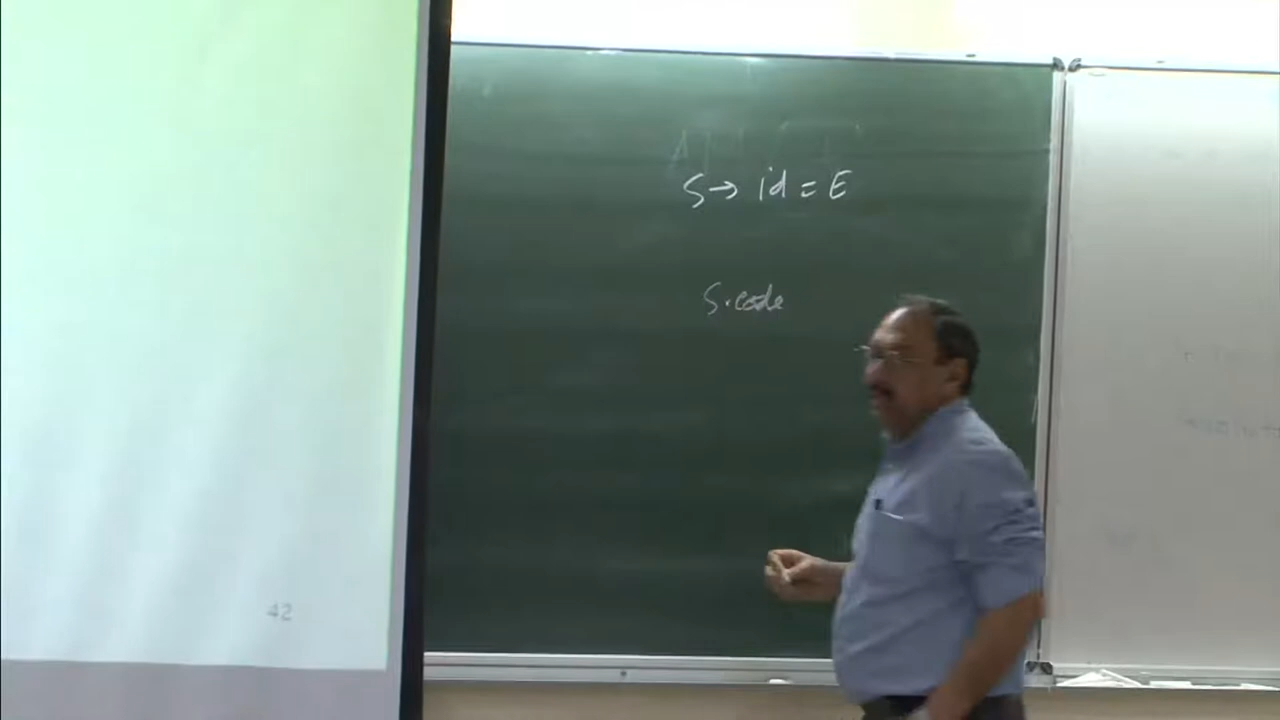 S → id = E
S.code
42